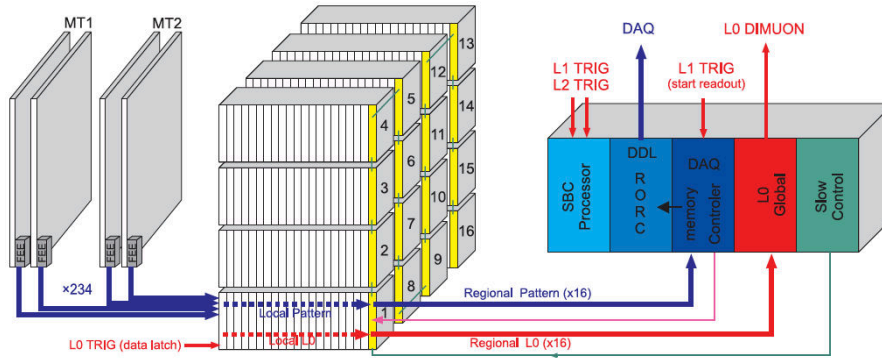 MT1
MT2
FEE
FEE
FEE
FEE
×234
L0 TRIG (data latch)
13
12
5
4
14
11
6
3
15
10
7
2
16
9
8
1
Local Pattern
Local L0
Regional Pattern (x16)
Regional L0 (x16)
DAQ
L0 DIMUON
L1 TRIG
L2 TRIG
L1 TRIG
(start readout)
SBC
Processor
DDL
R
O
R
C
DAQ
memory
Controler
L0
Global
Slow
Control